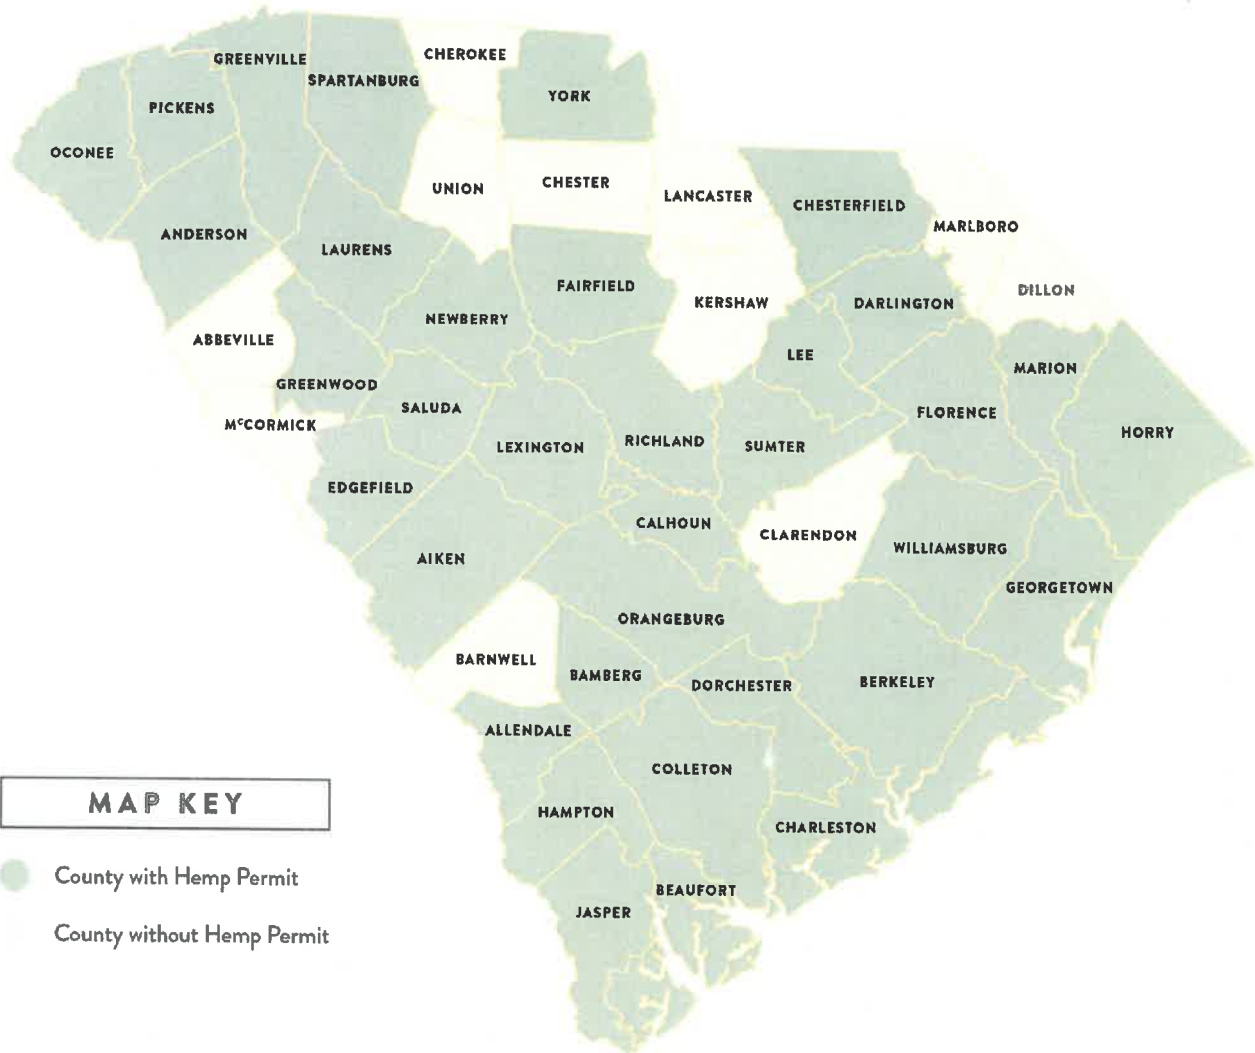 CHEROKEE
GREENVILLE
SPARTANBURG
YORK
PICKENS
OCONEE
UNION
CHESTER
LANCASTER
CHESTERFIELD
MARLBORO
ANDERSON
LAURENS
FAIRFIELD
KERSHAW
DARLINGTON
DILLON
NEWBERRY
ABBEVILLE
LEE
MARION
GREENWOOD
SALUDA
FLORENCE
McCORMICK
HORRY
LEXINGTON
RICHLAND
SUMTER
EDGEFIELD
CALHOUN
CLARENDON
WILLIAMSBURG
AIKEN
GEORGETOWN
ORANGEBURG
BARNWELL
BAMBERG
DORCHESTER
BERKELEY
ALLENDALE
COLLETON
HAMPTON
CHARLESTON
BEAUFORT
JASPER
MAP KEY
County with Hemp Permit
County without Hemp Permit